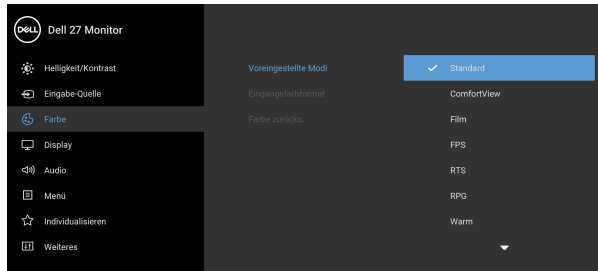 DELL Dell 27 Monitor
Helligkeit/Kontrast Voreingestellte Modi Standard
Eingabe-Quelle Eingangsfarbformat ComfortView
Farbe Farbe zurücks. Film
Display FPS
Audio RTS
Menü RPG
Individualisieren Warm
Weiteres